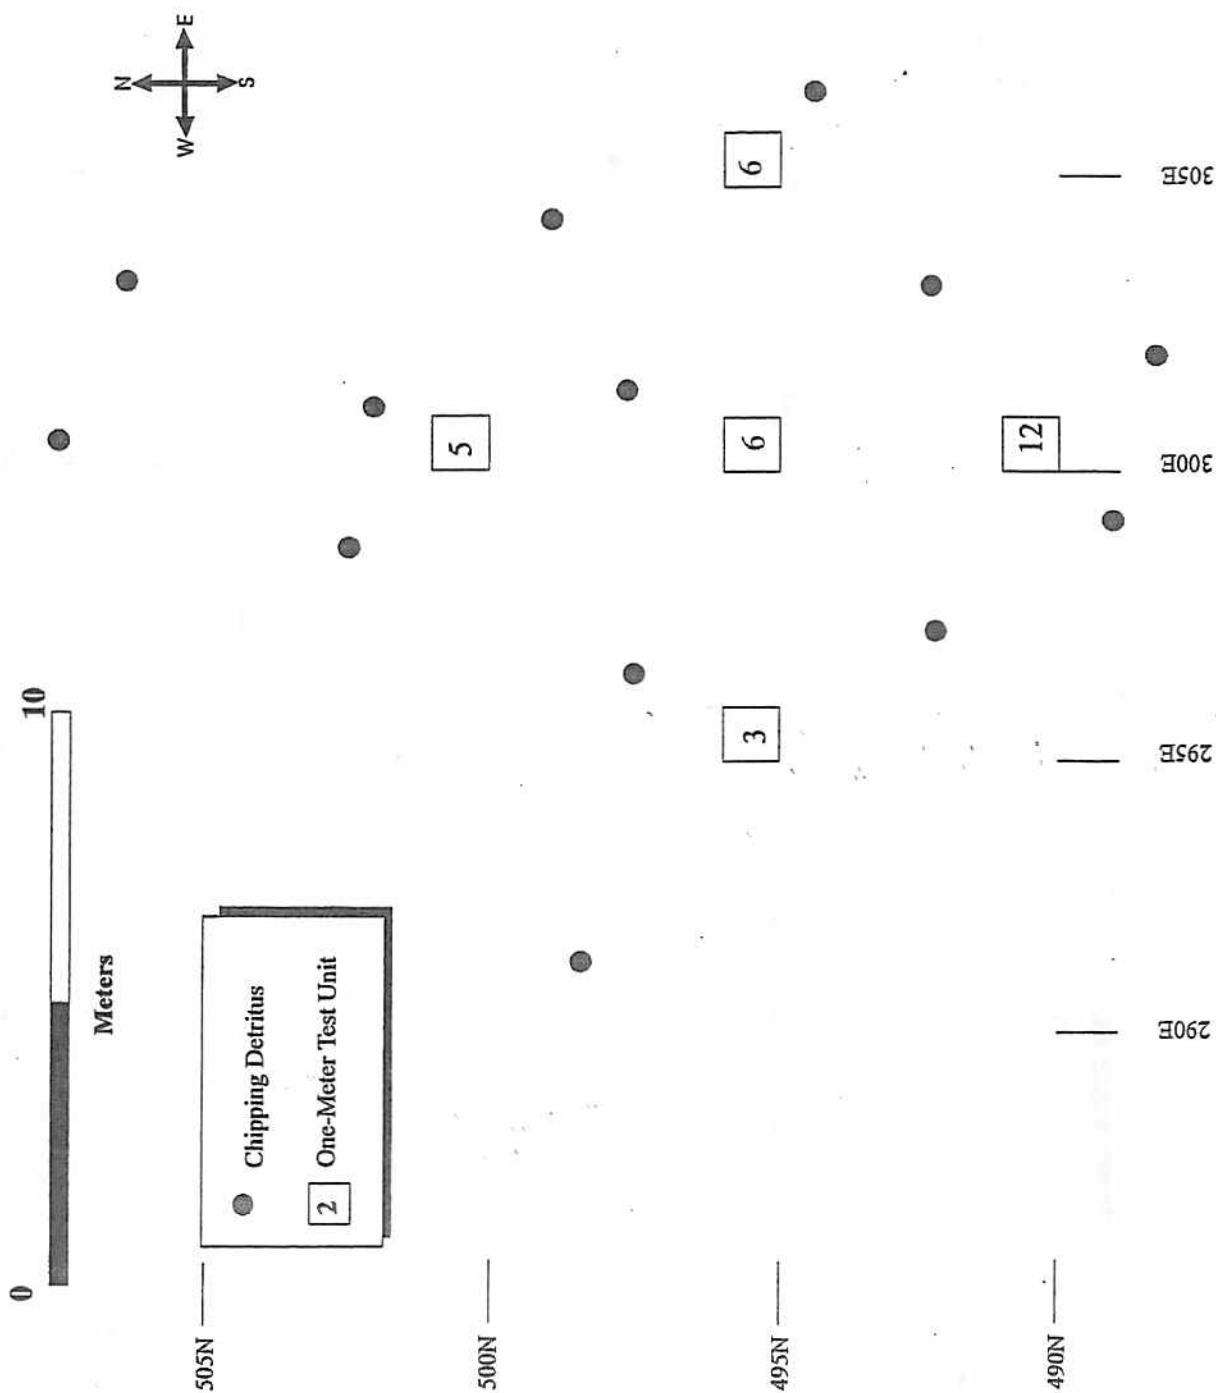 N
W E
S
0 10
Meters
Chipping Detritus
2 One-Meter Test Unit
505N
500N
495N
490N
5
3
6
6
12
290E
295E
300E
305E